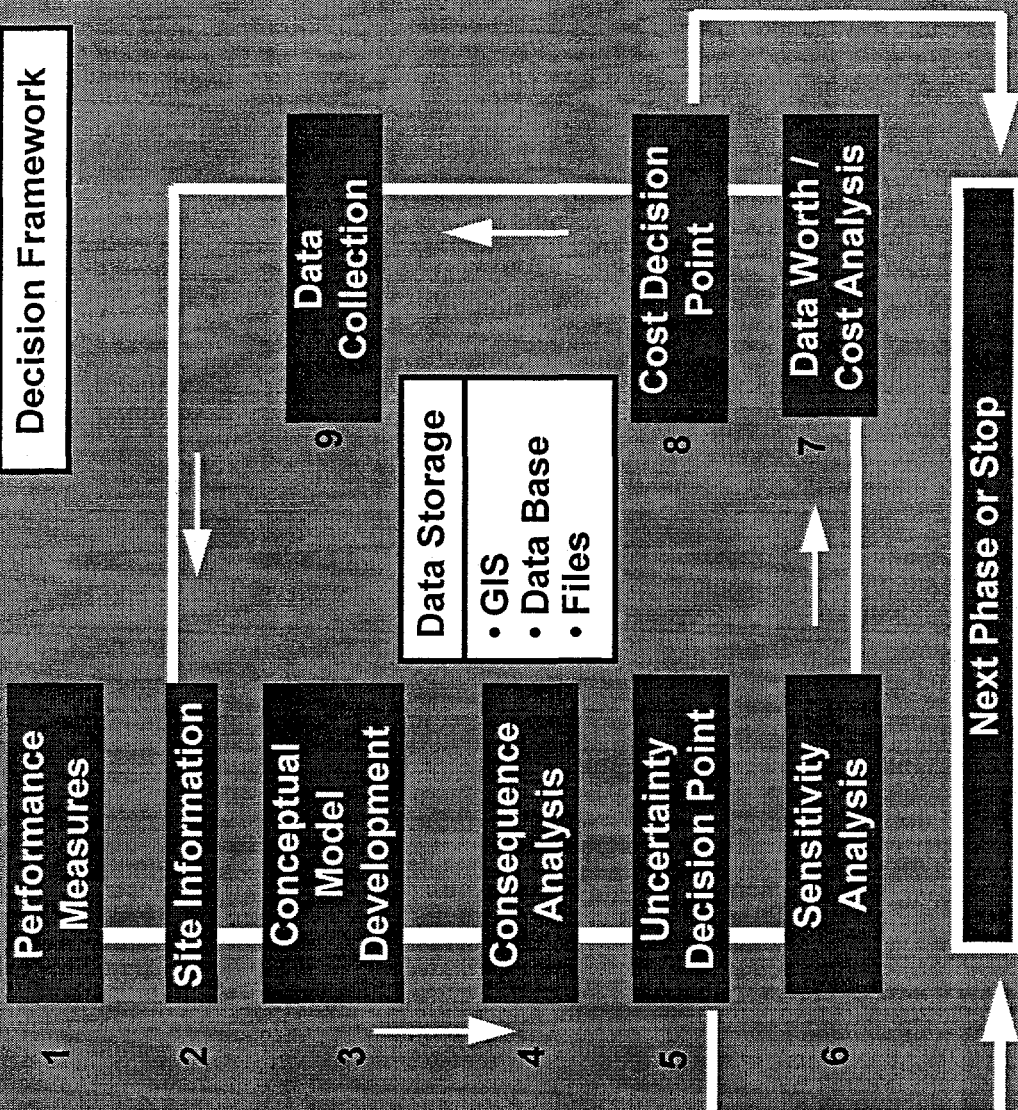 Decision Framework
1
Performance
Measures
2
Site Information
3
Conceptual
Model
Development
4
Consequence
Analysis
5
Uncertainty
Decision Point
6
Sensitivity
Analysis
Data Storage
• GIS
• Data Base
• Files
9
Data
Collection
8
Cost Decision
Point
7
Data Worth /
Cost Analysis
Next Phase or Stop